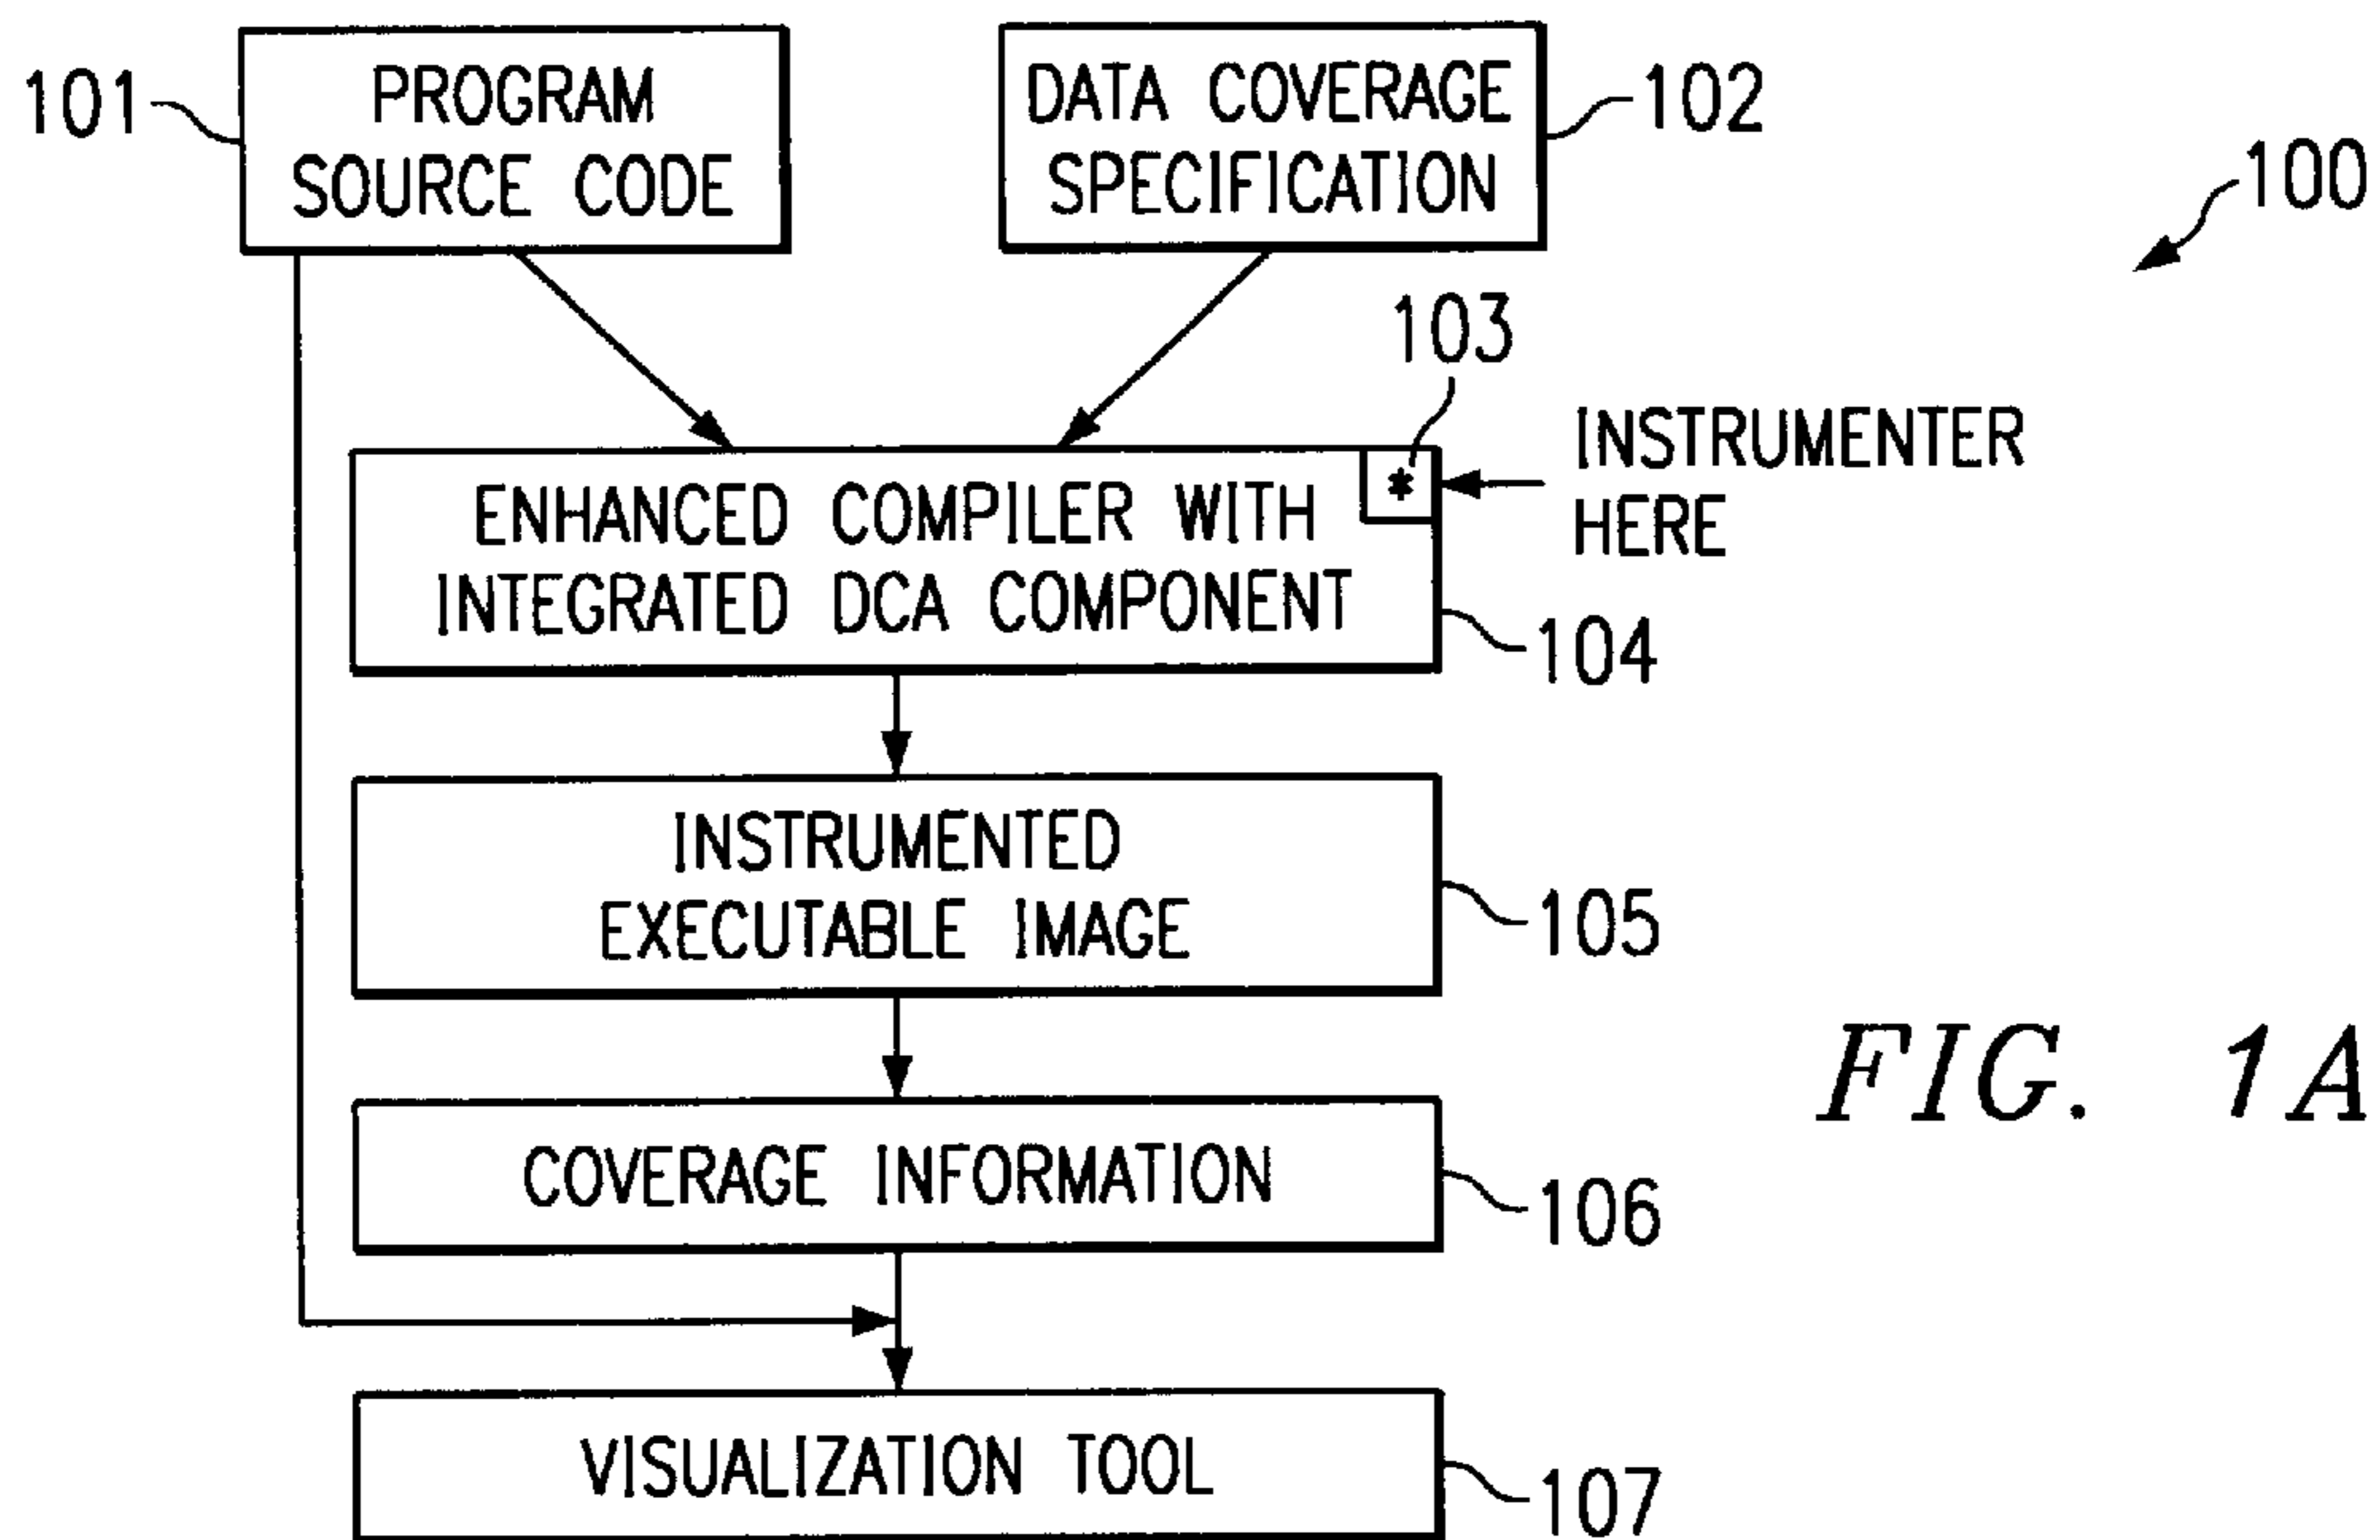 101
PROGRAM
SOURCE CODE
DATA COVERAGE
SPECIFICATION
102
100
103
INSTRUMENTER
HERE
*
ENHANCED COMPILER WITH
INTEGRATED DCA COMPONENT
104
INSTRUMENTED
EXECUTABLE IMAGE
105
FIG. 1A
COVERAGE INFORMATION
106
VISUALIZATION TOOL
107